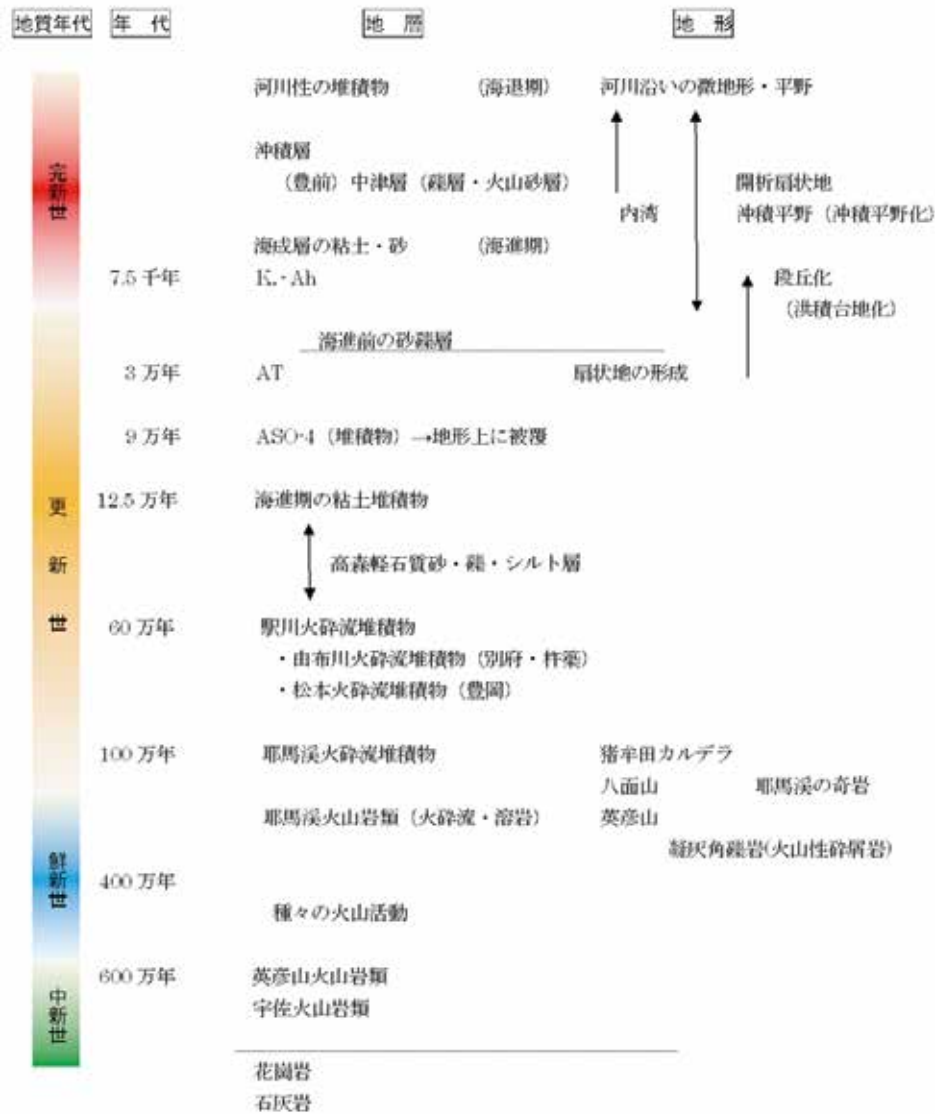 地質年代 年 代 地 層 地 形
河川性の堆積物 (海退期) 河川沿いの微地形・平野
沖積層
(豊前)中津層(礫層・火山砂層) 開析扇状地
内湾 沖積平野(沖積平野化)
海成層の粘土・砂 (海進期)
7.5千年 K.-Ah 段丘化
(洪積台地化)
海進前の砂礫層
3万年 AT 扇状地の形成
9万年 ASO-4(堆積物)→地形上に被覆
12.5万年 海進期の粘土堆積物
高森軽石質砂・礫・シルト層
60万年 駅川火砕流堆積物
・由布川火砕流堆積物(別府・杵築)
・松本火砕流堆積物(豊岡)
100万年 耶馬渓火砕流堆積物 猪牟田カルデラ
八面山 耶馬渓の奇岩
耶馬渓火山岩類(火砕流・溶岩) 英彦山
凝灰角礫岩(火山性砕屑岩)
400万年
種々の火山活動
600万年 英彦山火山岩類
宇佐火山岩類
花崗岩
石灰岩
完新世
更新世
鮮新世
中新世